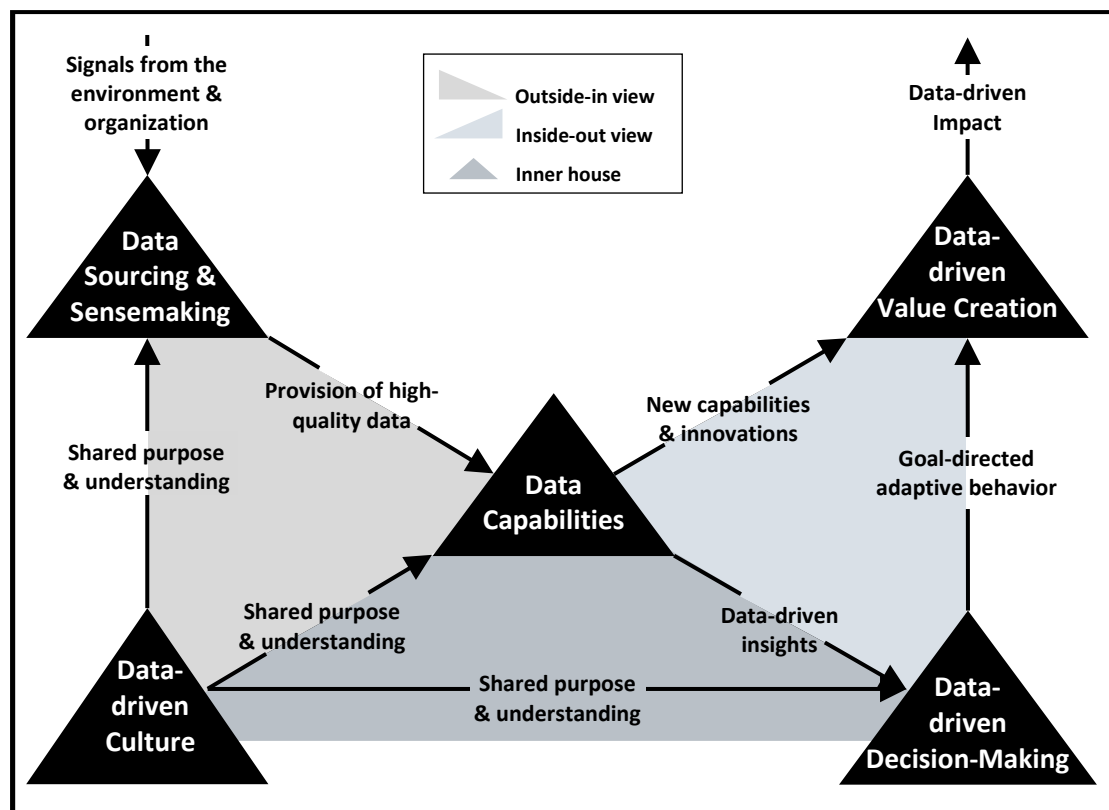 Signals from the
environment &
organization
Outside-in view
Inside-out view
Inner house
Data-driven
Impact
Data
Sourcing &
Sensemaking
Data-
driven
Value Creation
Provision of high-
quality data
New capabilities
& innovations
Shared purpose
& understanding
Goal-directed
adaptive behavior
Data
Capabilities
Shared purpose
& understanding
Data-driven
insights
Shared purpose
& understanding
Data-
driven
Culture
Data-
driven
Decision-Making